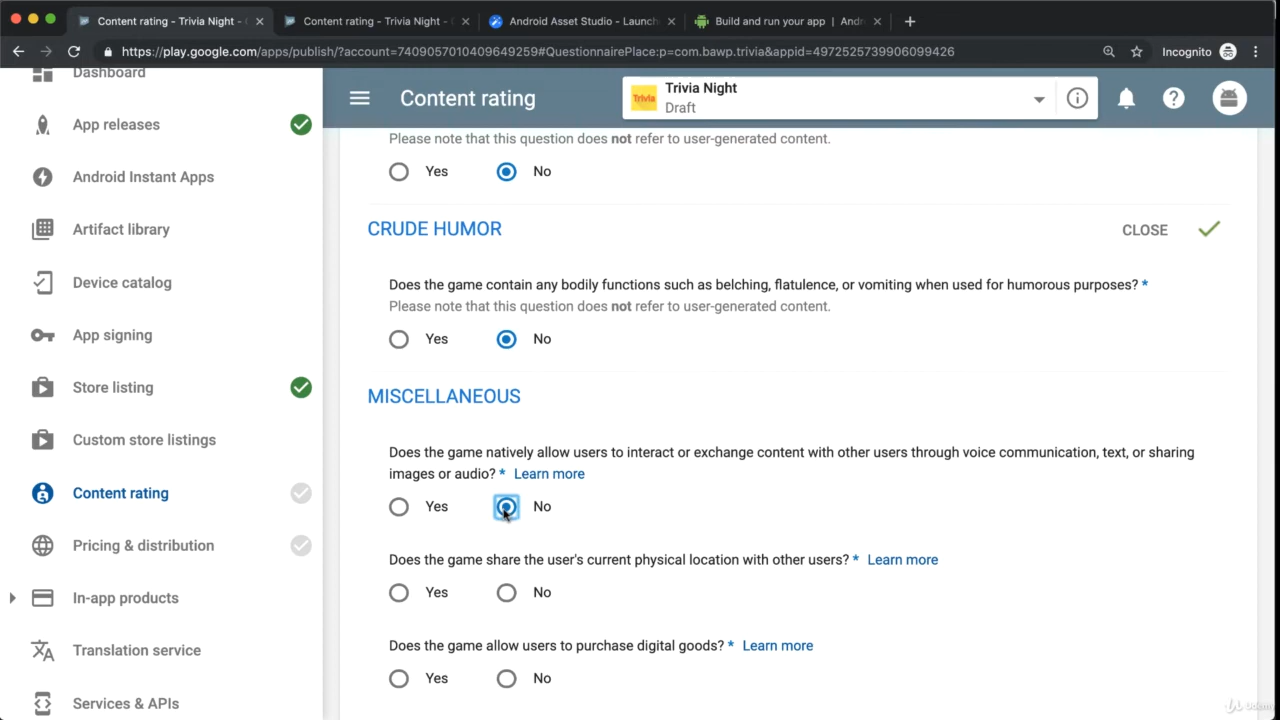 Content rating - Trivia Night -
Content rating - Trivia Night -
Android Asset Studio - Launch
Build and run your app | Andr
https://play.google.com/apps/publish/?account=7409057010409649259#QuestionnairePlace:p=com.bawp.trivia&appid=4972525739906099426
Incognito
Dashboard
App releases
Android Instant Apps
Artifact library
Device catalog
App signing
Store listing
Custom store listings
Content rating
Pricing & distribution
In-app products
Translation service
Services & APIs
Content rating
Trivia
Trivia Night
Draft
Please note that this question does not refer to user-generated content.
Yes No
CRUDE HUMOR CLOSE
Does the game contain any bodily functions such as belching, flatulence, or vomiting when used for humorous purposes? *
Please note that this question does not refer to user-generated content.
Yes No
MISCELLANEOUS
Does the game natively allow users to interact or exchange content with other users through voice communication, text, or sharing
images or audio? * Learn more
Yes No
Does the game share the user's current physical location with other users? * Learn more
Yes No
Does the game allow users to purchase digital goods? * Learn more
Yes No
Udemy